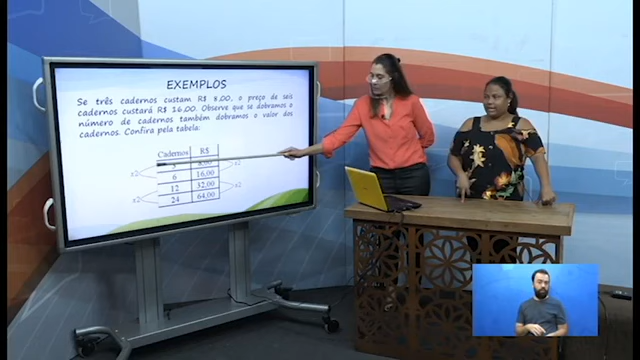 EXEMPLOS
Se três cadernos custam R$ 8,00, o preço de seis
cadernos custará R$ 16,00. Observe que se dobramos o
número de cadernos também dobramos o valor dos
cadernos. Confira pela tabela:
Cadernos R$
3 8,00
x2 x2
6 16,00
12 32,00
x2 x2
24 64,00